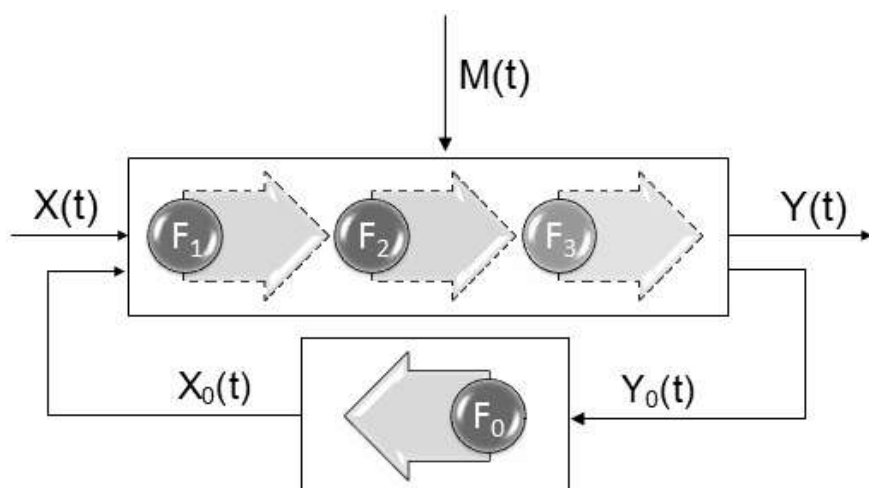 M(t)
X(t)
F₁
F₂
F₃
Y(t)
X₀(t)
F₀
Y₀(t)